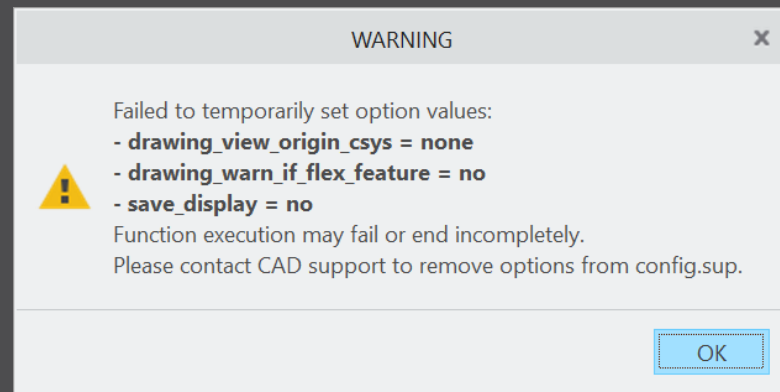 WARNING
Failed to temporarily set option values:
- drawing_view_origin_csys = none
- drawing_warn_if_flex_feature = no
- save_display = no
Function execution may fail or end incompletely.
Please contact CAD support to remove options from config.sup.
OK